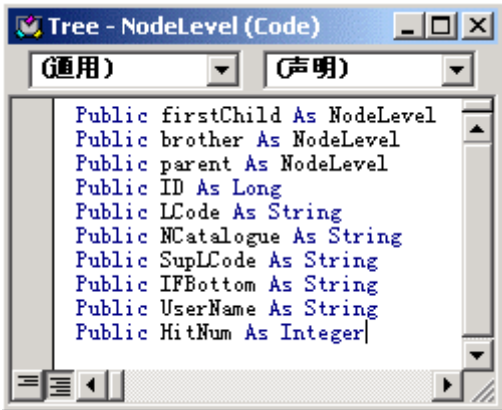 Tree - NodeLevel (Code)
(通用) (声明)
Public firstChild As NodeLevel
Public brother As NodeLevel
Public parent As NodeLevel
Public ID As Long
Public LCode As String
Public NCatalogue As String
Public SupLCode As String
Public IFBottom As String
Public UserName As String
Public HitNum As Integer